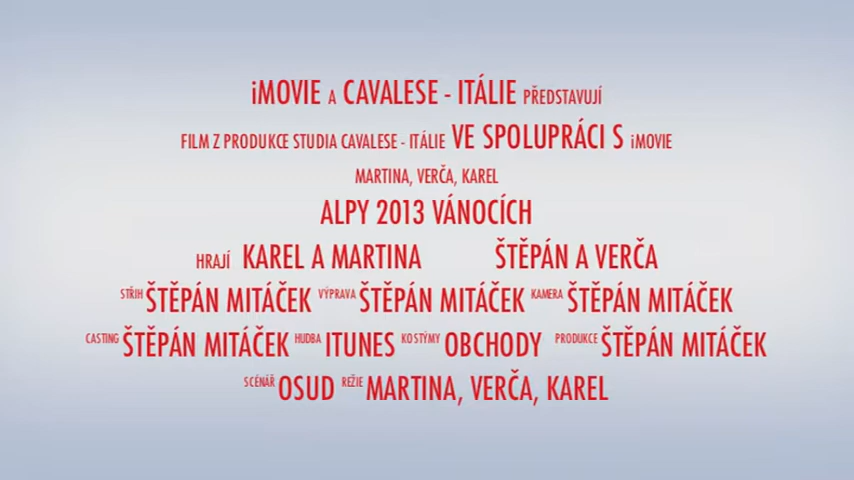 iMOVIE A CAVALESE - ITÁLIE PŘEDSTAVUJÍ
FILM Z PRODUKCE STUDIA CAVALESE - ITÁLIE VE SPOLUPRÁCI S iMOVIE
MARTINA, VERČA, KAREL
ALPY 2013 VÁNOCÍCH
HRAJÍ KAREL A MARTINA ŠTĚPÁN A VERČA
STŘIH ŠTĚPÁN MITÁČEK VÝPRAVA ŠTĚPÁN MITÁČEK KAMERA ŠTĚPÁN MITÁČEK
CASTING ŠTĚPÁN MITÁČEK HUDBA ITUNES KOSTÝMY OBCHODY PRODUKCE ŠTĚPÁN MITÁČEK
SCÉNÁŘ OSUD REŽIE MARTINA, VERČA, KAREL